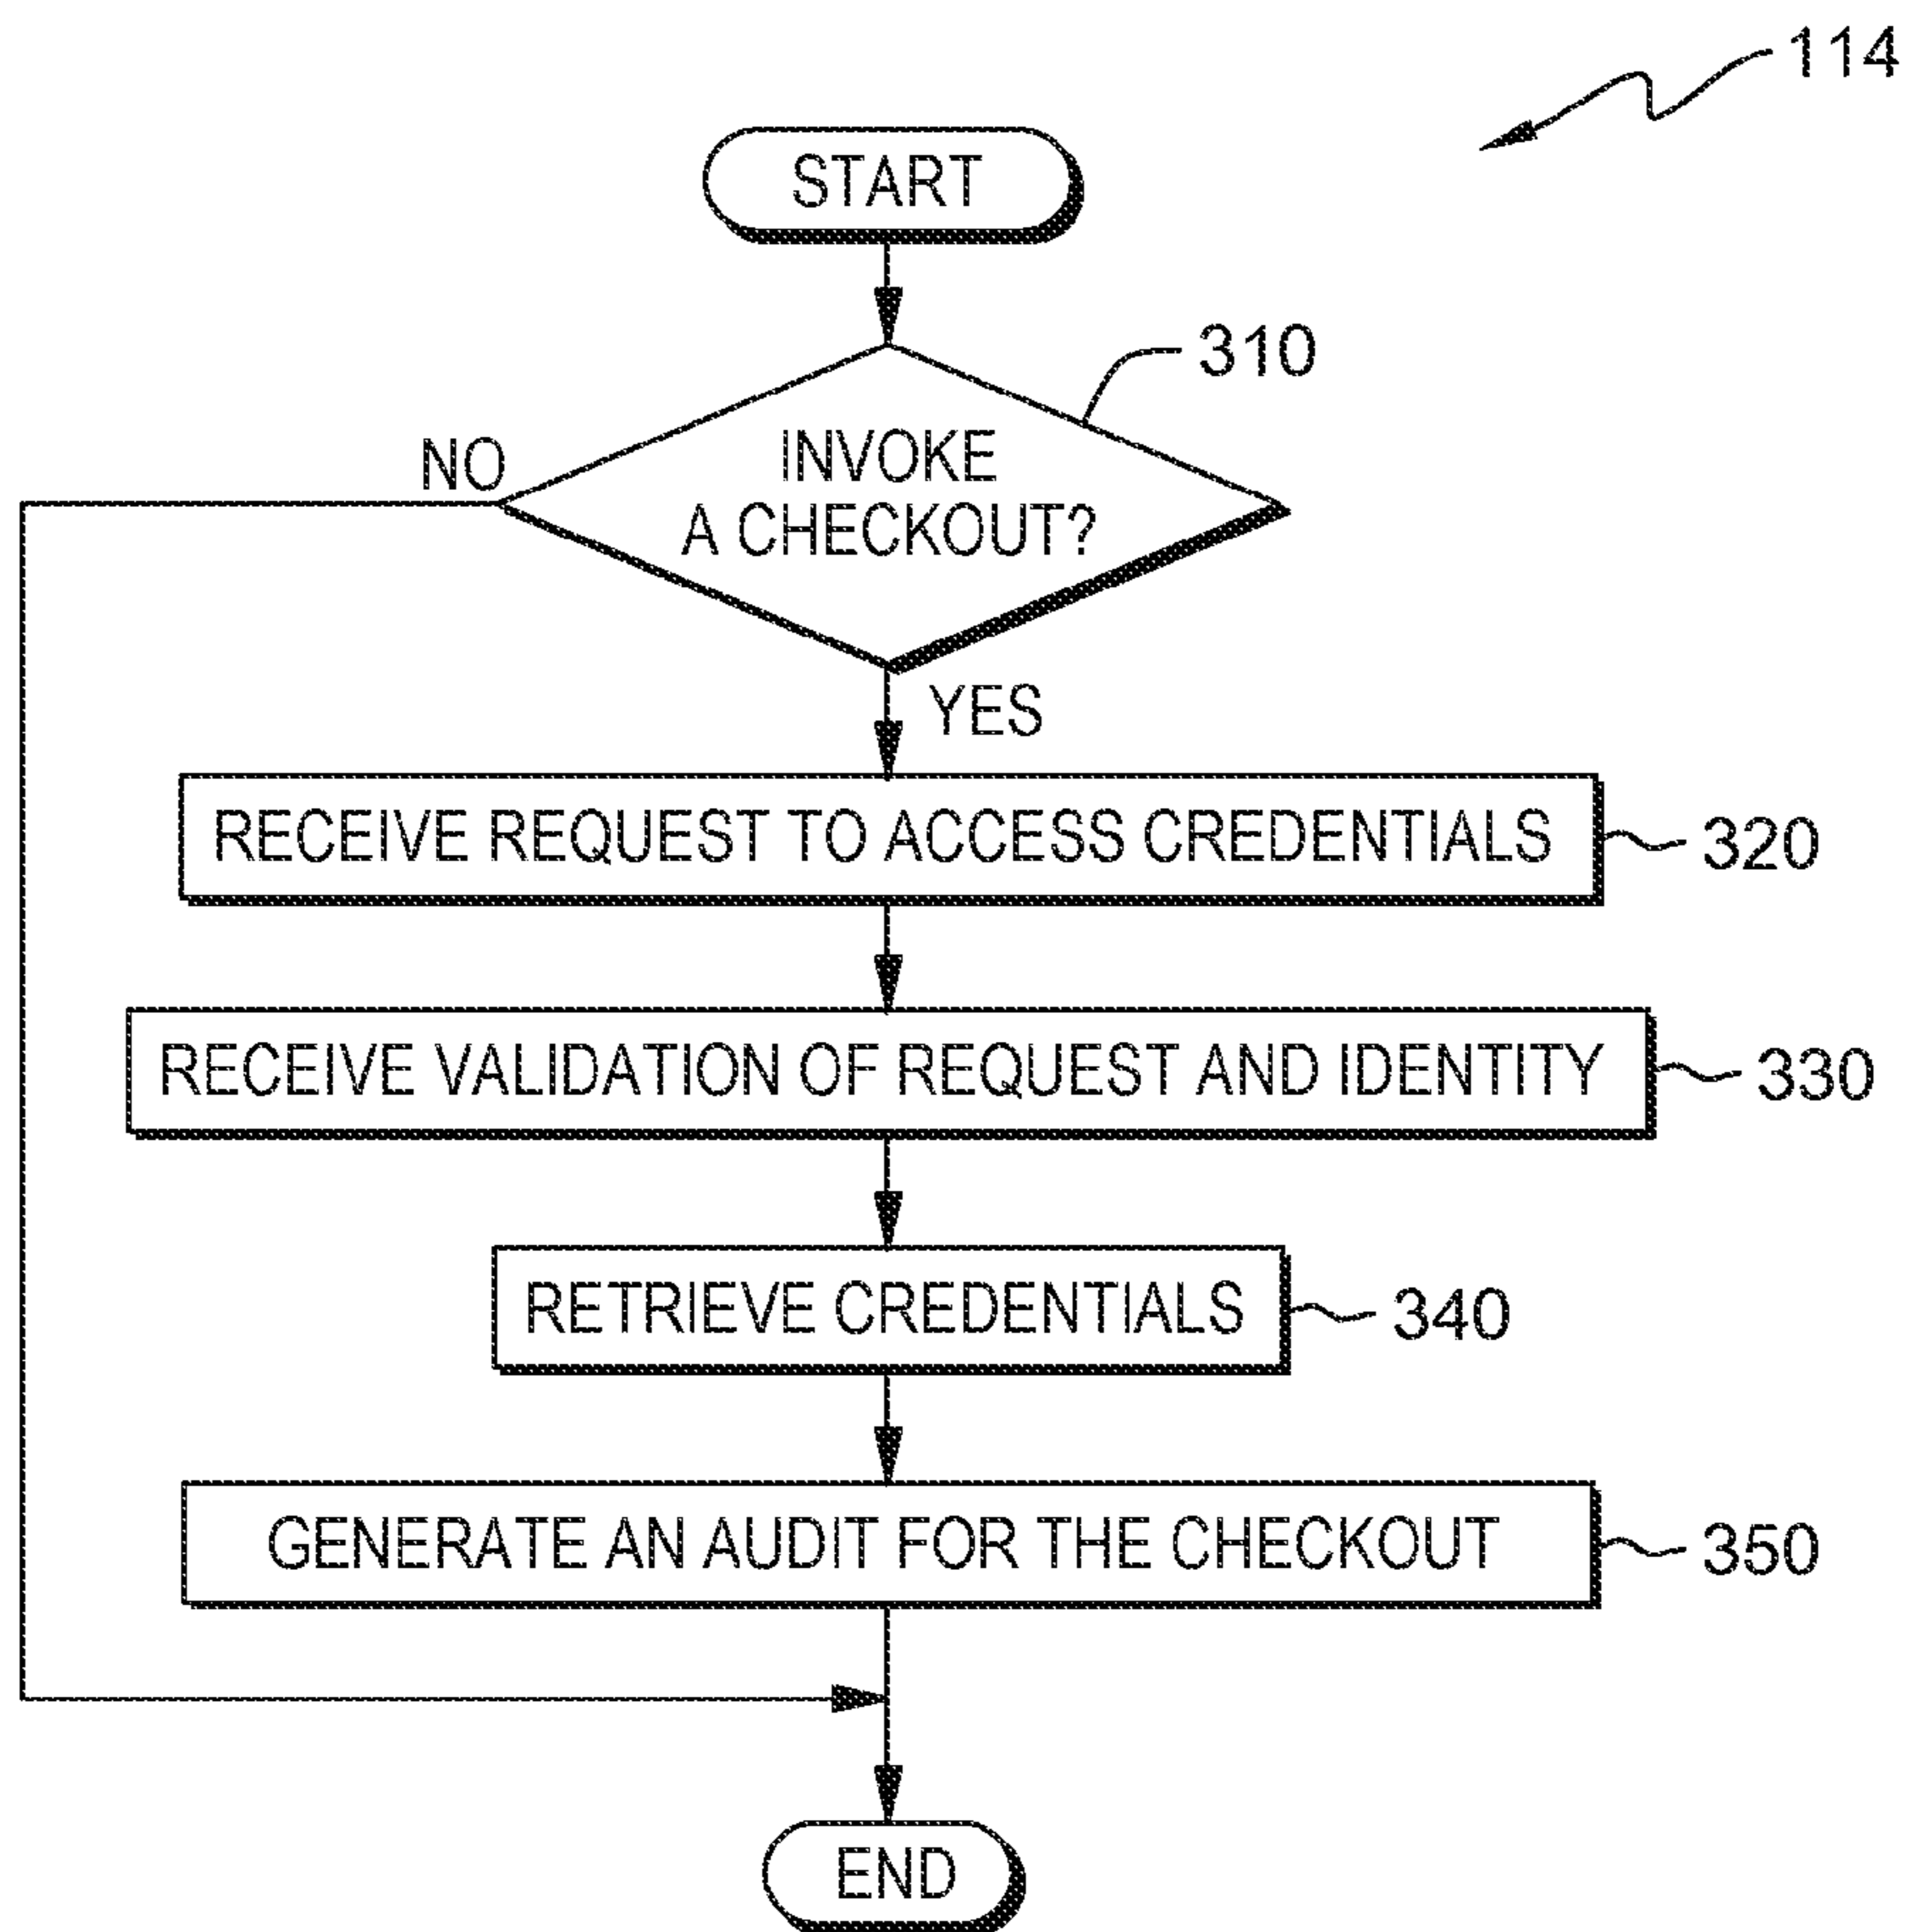 114
START
310
INVOKE
A CHECKOUT?
NO
YES
RECEIVE REQUEST TO ACCESS CREDENTIALS
320
RECEIVE VALIDATION OF REQUEST AND IDENTITY
330
RETRIEVE CREDENTIALS
340
GENERATE AN AUDIT FOR THE CHECKOUT
350
END